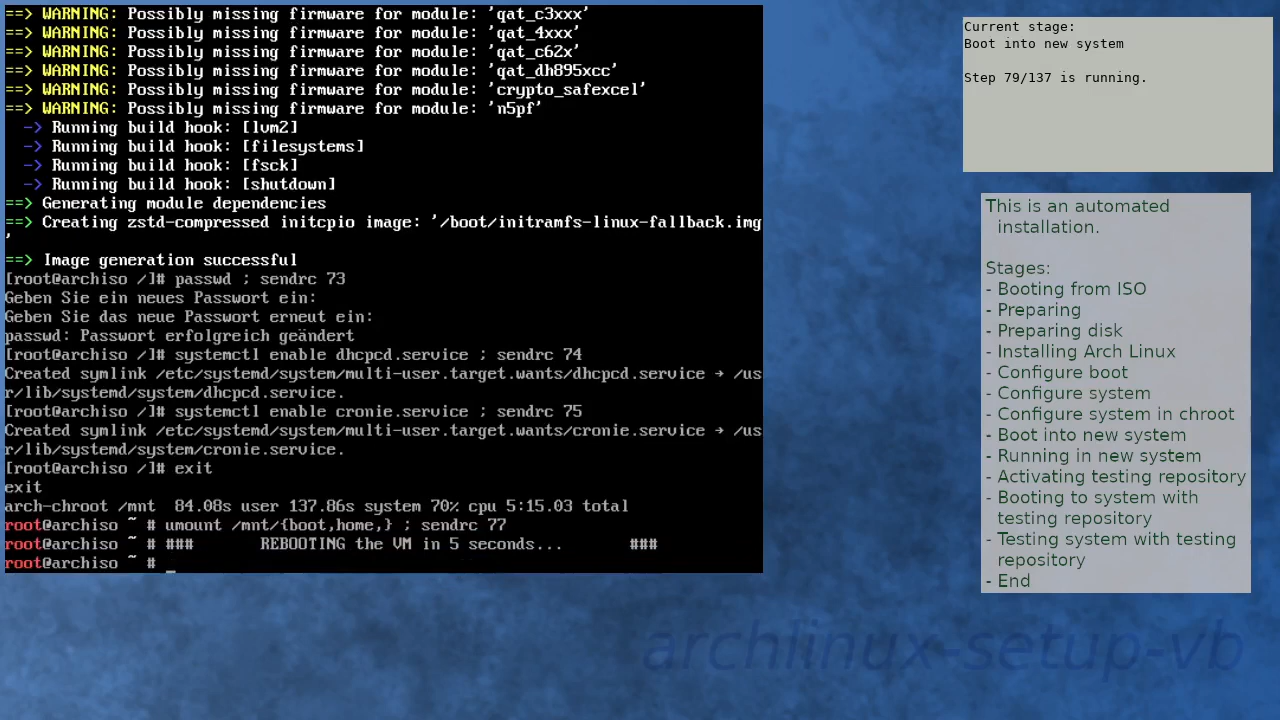 ==> WARNING: Possibly missing firmware for module: 'qat_c3xxx'
==> WARNING: Possibly missing firmware for module: 'qat_4xxx'
==> WARNING: Possibly missing firmware for module: 'qat_c62x'
==> WARNING: Possibly missing firmware for module: 'qat_dh895xcc'
==> WARNING: Possibly missing firmware for module: 'crypto_safexcel'
==> WARNING: Possibly missing firmware for module: 'n5pf'
-> Running build hook: [lvm2]
-> Running build hook: [filesystems]
-> Running build hook: [fsck]
-> Running build hook: [shutdown]
==> Generating module dependencies
==> Creating zstd-compressed initcpio image: '/boot/initramfs-linux-fallback.img
'
==> Image generation successful
[root@archiso /]# passwd ; sendrc 73
Geben Sie ein neues Passwort ein:
Geben Sie das neue Passwort erneut ein:
passwd: Passwort erfolgreich geändert
[root@archiso /]# systemctl enable dhcpcd.service ; sendrc 74
Created symlink /etc/systemd/system/multi-user.target.wants/dhcpcd.service → /us
r/lib/systemd/system/dhcpcd.service.
[root@archiso /]# systemctl enable cronie.service ; sendrc 75
Created symlink /etc/systemd/system/multi-user.target.wants/cronie.service → /us
r/lib/systemd/system/cronie.service.
[root@archiso /]# exit
exit
arch-chroot /mnt  84.08s user 137.86s system 70% cpu 5:15.03 total
root@archiso ~ # umount /mnt/{boot,home,} ; sendrc 77
root@archiso ~ # ###       REBOOTING the VM in 5 seconds...       ###
root@archiso ~ # _
Current stage:
Boot into new system
Step 79/137 is running.
This is an automated
installation.
Stages:
- Booting from ISO
- Preparing
- Preparing disk
- Installing Arch Linux
- Configure boot
- Configure system
- Configure system in chroot
- Boot into new system
- Running in new system
- Activating testing repository
- Booting to system with
testing repository
- Testing system with testing
repository
- End
archlinux-setup-vb